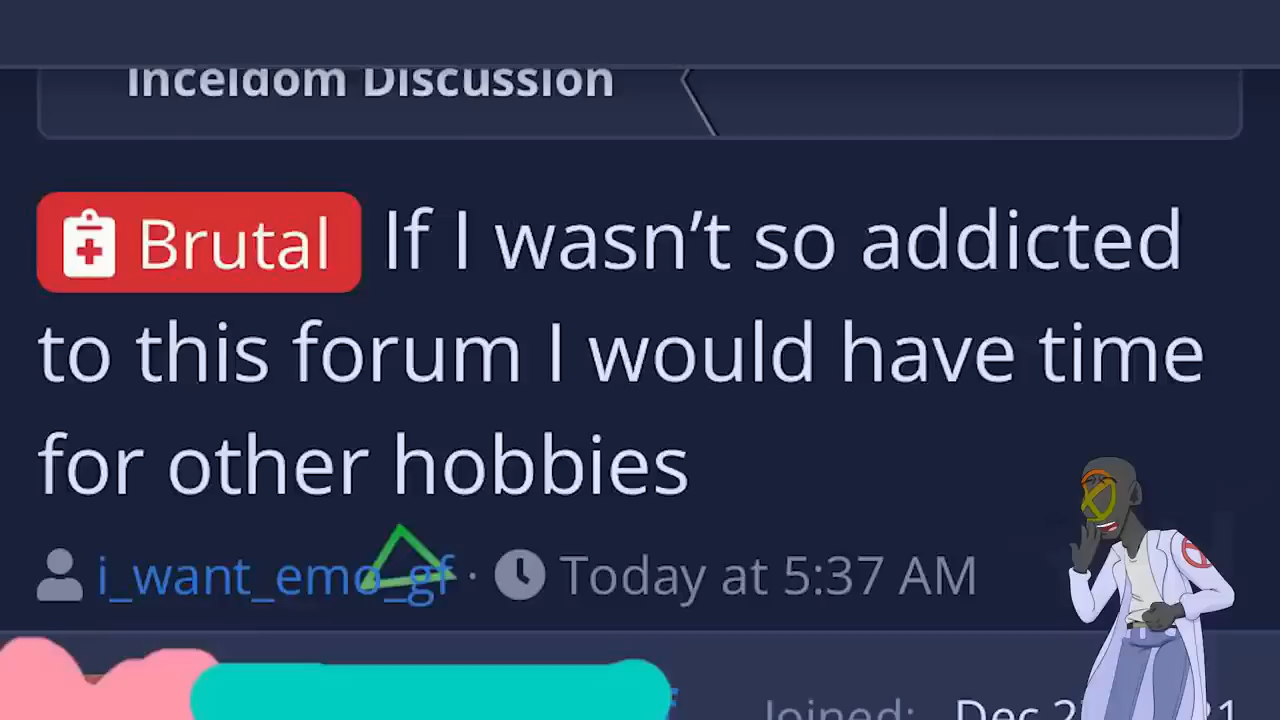 Inceldom Discussion
Brutal If I wasn’t so addicted
to this forum I would have time
for other hobbies
i_want_emo_gf · Today at 5:37 AM
Joined: Dec